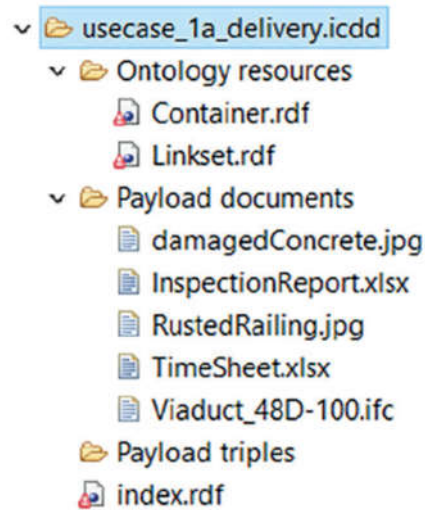 usecase_1a_delivery.icdd
Ontology resources
Container.rdf
Linkset.rdf
Payload documents
damagedConcrete.jpg
InspectionReport.xlsx
RustedRailing.jpg
TimeSheet.xlsx
Viaduct_48D-100.ifc
Payload triples
index.rdf